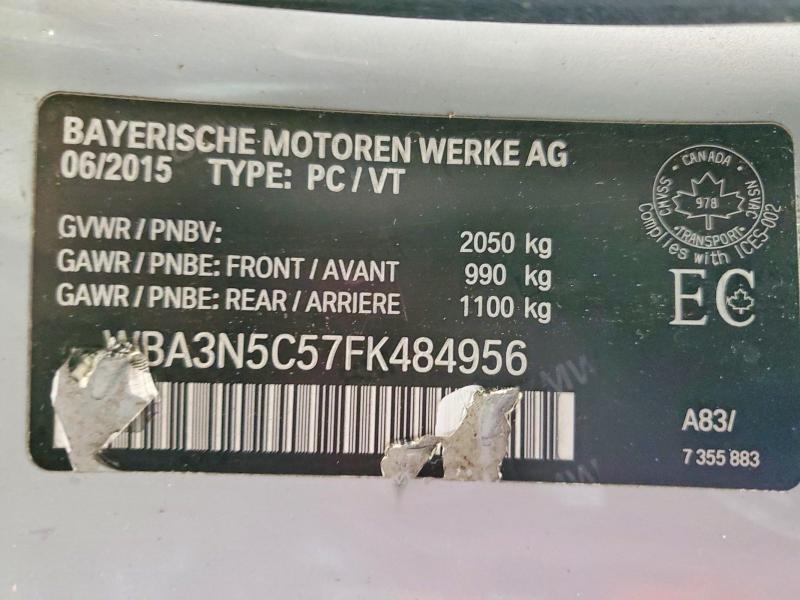 BAYERISCHE MOTOREN WERKE AG
06/2015 TYPE: PC/VT
GVWR/PNBV: 2050 kg
GAWR/PNBE: FRONT/AVANT 990 kg
GAWR/PNBE: REAR/ARRIERE 1100 kg
CANADA
CMVSS 978 NSVAC
TRANSPORT
Complies with ICES-002
EC
WBA3N5C57FK484956
A83/
7 355 883